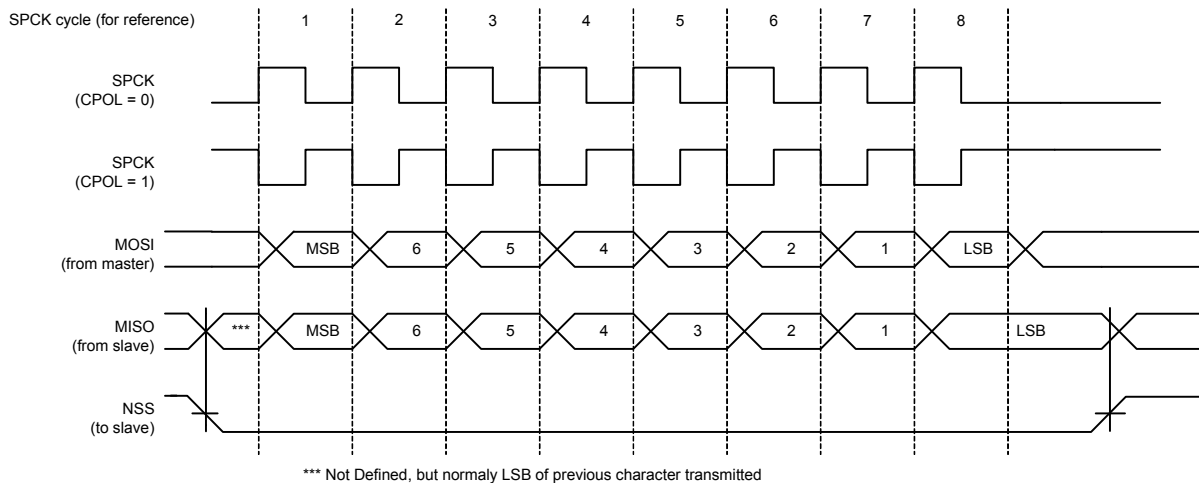 SPCK cycle (for reference) 1 2 3 4 5 6 7 8
SPCK
(CPOL = 0)
SPCK
(CPOL = 1)
MOSI
(from master)
MSB 6 5 4 3 2 1 LSB
MISO
(from slave)
*** MSB 6 5 4 3 2 1 LSB
NSS
(to slave)
*** Not Defined, but normaly LSB of previous character transmitted